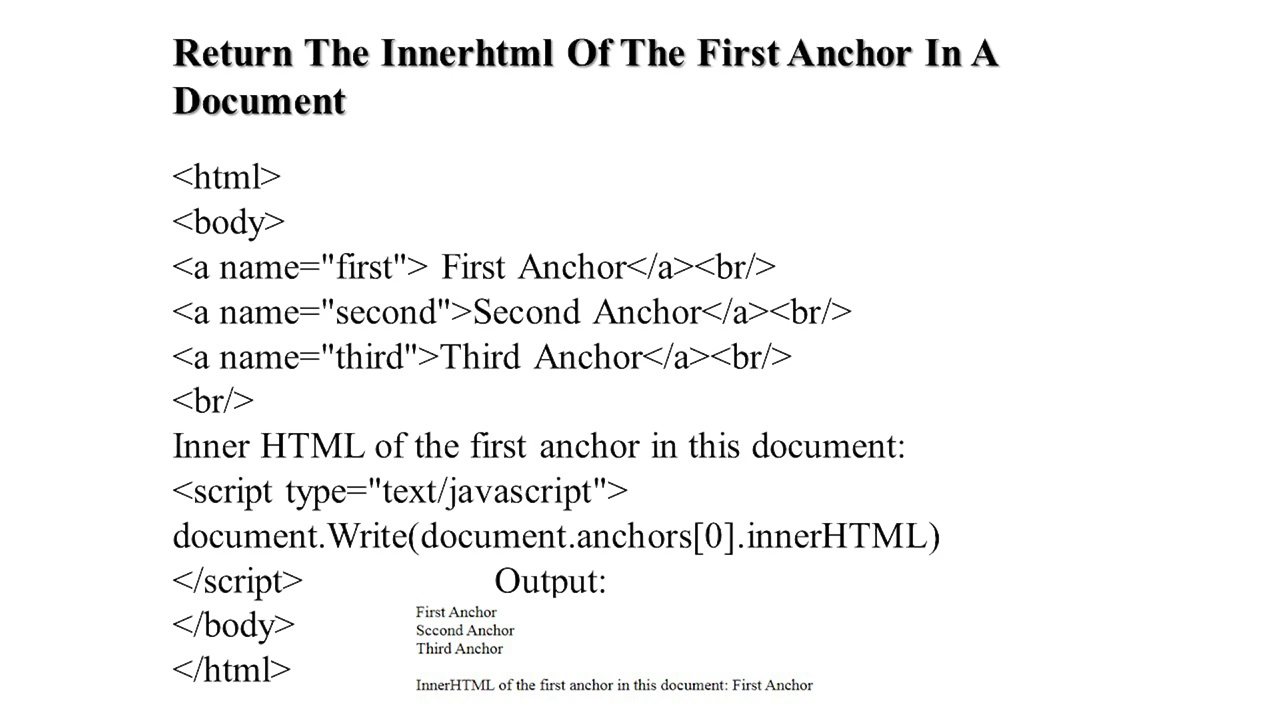 Return The Innerhtml Of The First Anchor In A
Document
<html>
<body>
<a name="first"> First Anchor</a><br/>
<a name="second">Second Anchor</a><br/>
<a name="third">Third Anchor</a><br/>
<br/>
Inner HTML of the first anchor in this document:
<script type="text/javascript">
document.Write(document.anchors[0].innerHTML)
</script>
</body>
</html>
Output:
First Anchor
Second Anchor
Third Anchor
InnerHTML of the first anchor in this document: First Anchor